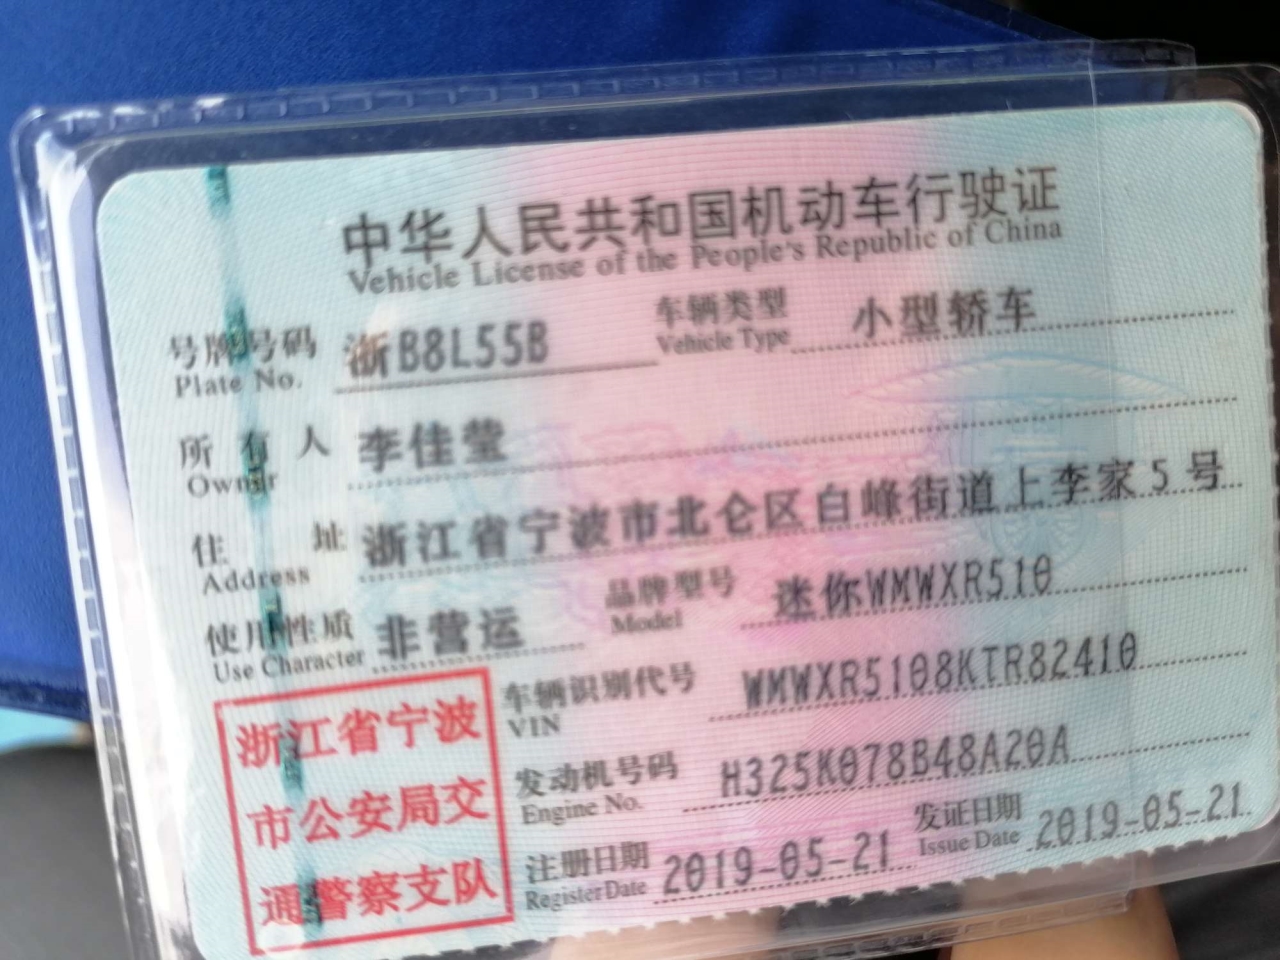 中华人民共和国机动车行驶证
Vehicle License of the People's Republic of China
号牌号码 浙B8L55B 车辆类型 小型轿车
Plate No. Vehicle Type
所有人 李佳莹
Owner
住址 浙江省宁波市北仑区白峰街道上李家5号
Address
使用性质 非营运 品牌型号 迷你WMWXR510
Use Character Model
浙江省宁波
市公安局交
通警察支队
车辆识别代号 WMWXR5108KTR82410
VIN
发动机号码 H325K078B48A20A
Engine No.
注册日期 2019-05-21 发证日期 2019-05-21
Register Date Issue Date